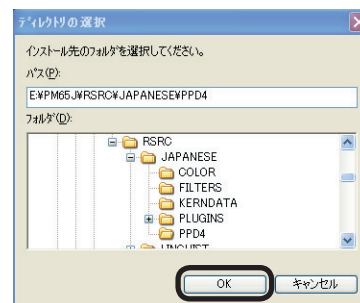 ディレクトリの選択
インストール先のフォルダを選択してください。
パス(P):
E:¥PM65J¥RSRC¥JAPANESE¥PPD4
フォルダ(D):
RSRC
JAPANESE
COLOR
FILTERS
KERNDATA
PLUGINS
PPD4
LINGUIST
OK キャンセル